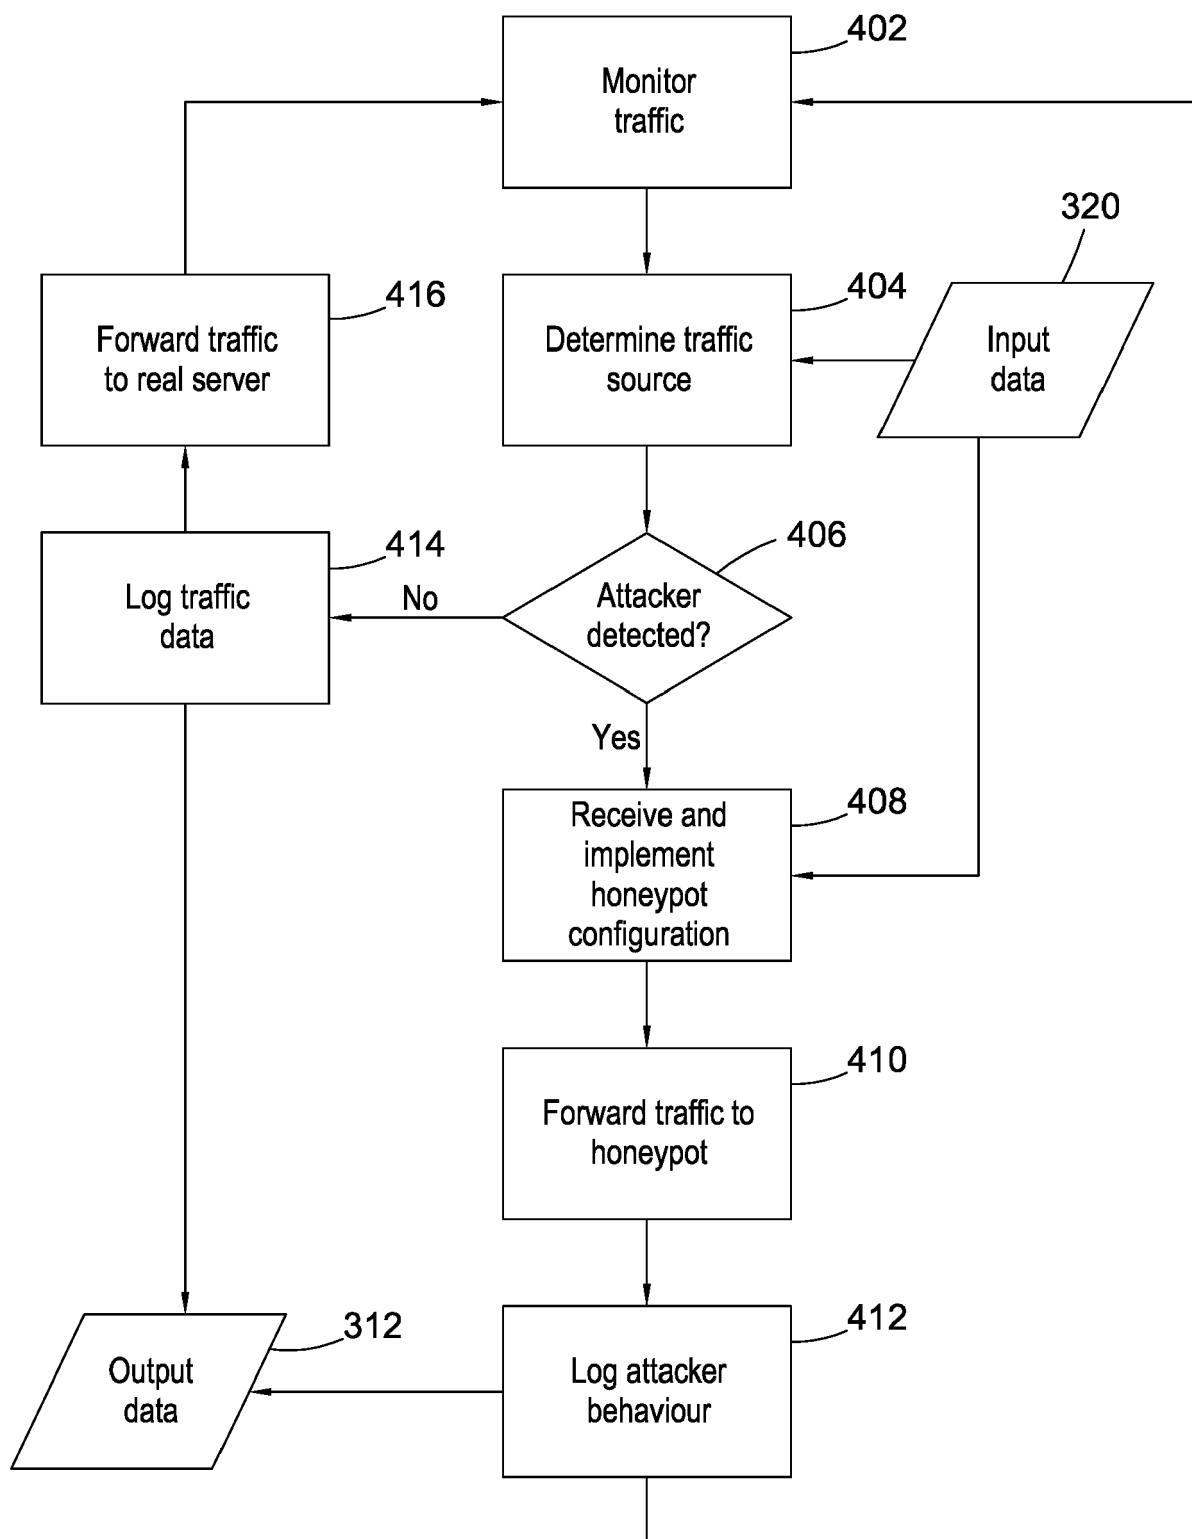 402
Monitor
traffic
320
416
404
Forward traffic
to real server
Determine traffic
source
Input
data
414
406
Log traffic
data
No
Attacker
detected?
Yes
408
Receive and
implement
honeypot
configuration
410
Forward traffic to
honeypot
312
412
Output
data
Log attacker
behaviour